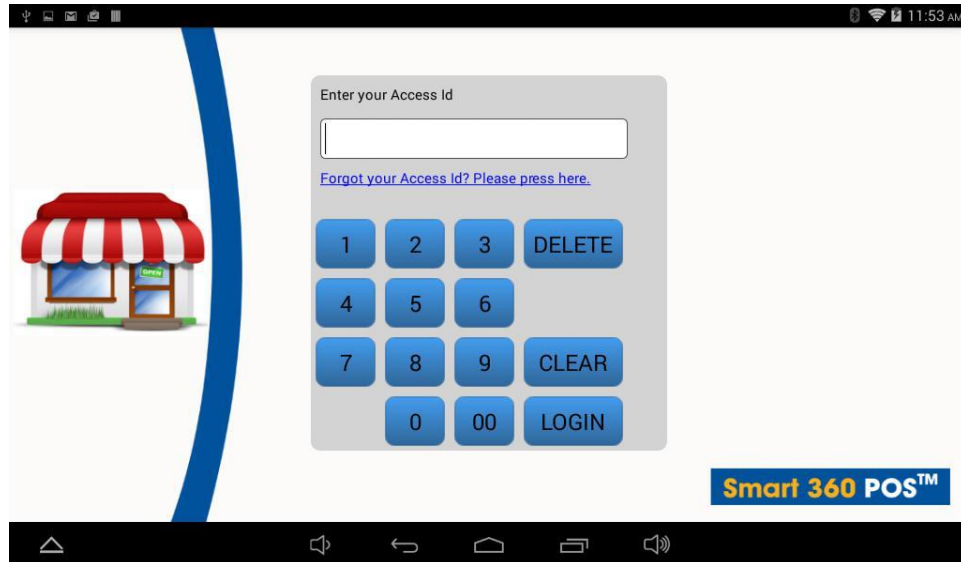 11:53 AM
Enter your Access Id
Forgot your Access Id? Please press here.
1 2 3 DELETE
4 5 6
OPEN
7 8 9 CLEAR
0 00 LOGIN
Smart 360 POS™